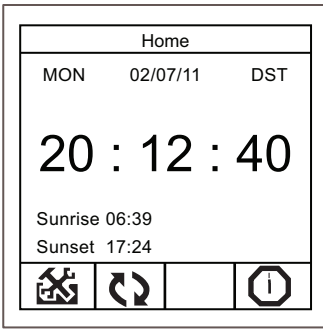 Home
MON 02/07/11 DST
20 : 12 : 40
Sunrise 06:39
Sunset 17:24
i